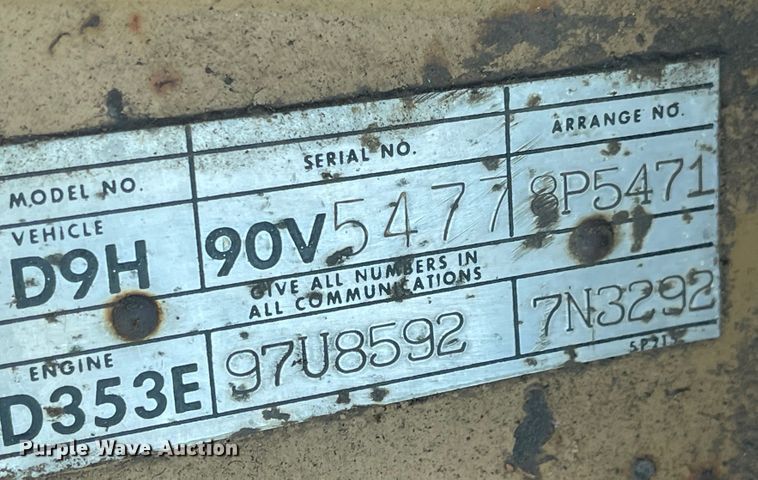 MODEL NO. SERIAL NO. ARRANGE NO.
VEHICLE
D9H 90V5477 8P5471
GIVE ALL NUMBERS IN
ALL COMMUNICATIONS
ENGINE
D353E 97U8592 7N3292
Purple Wave Auction